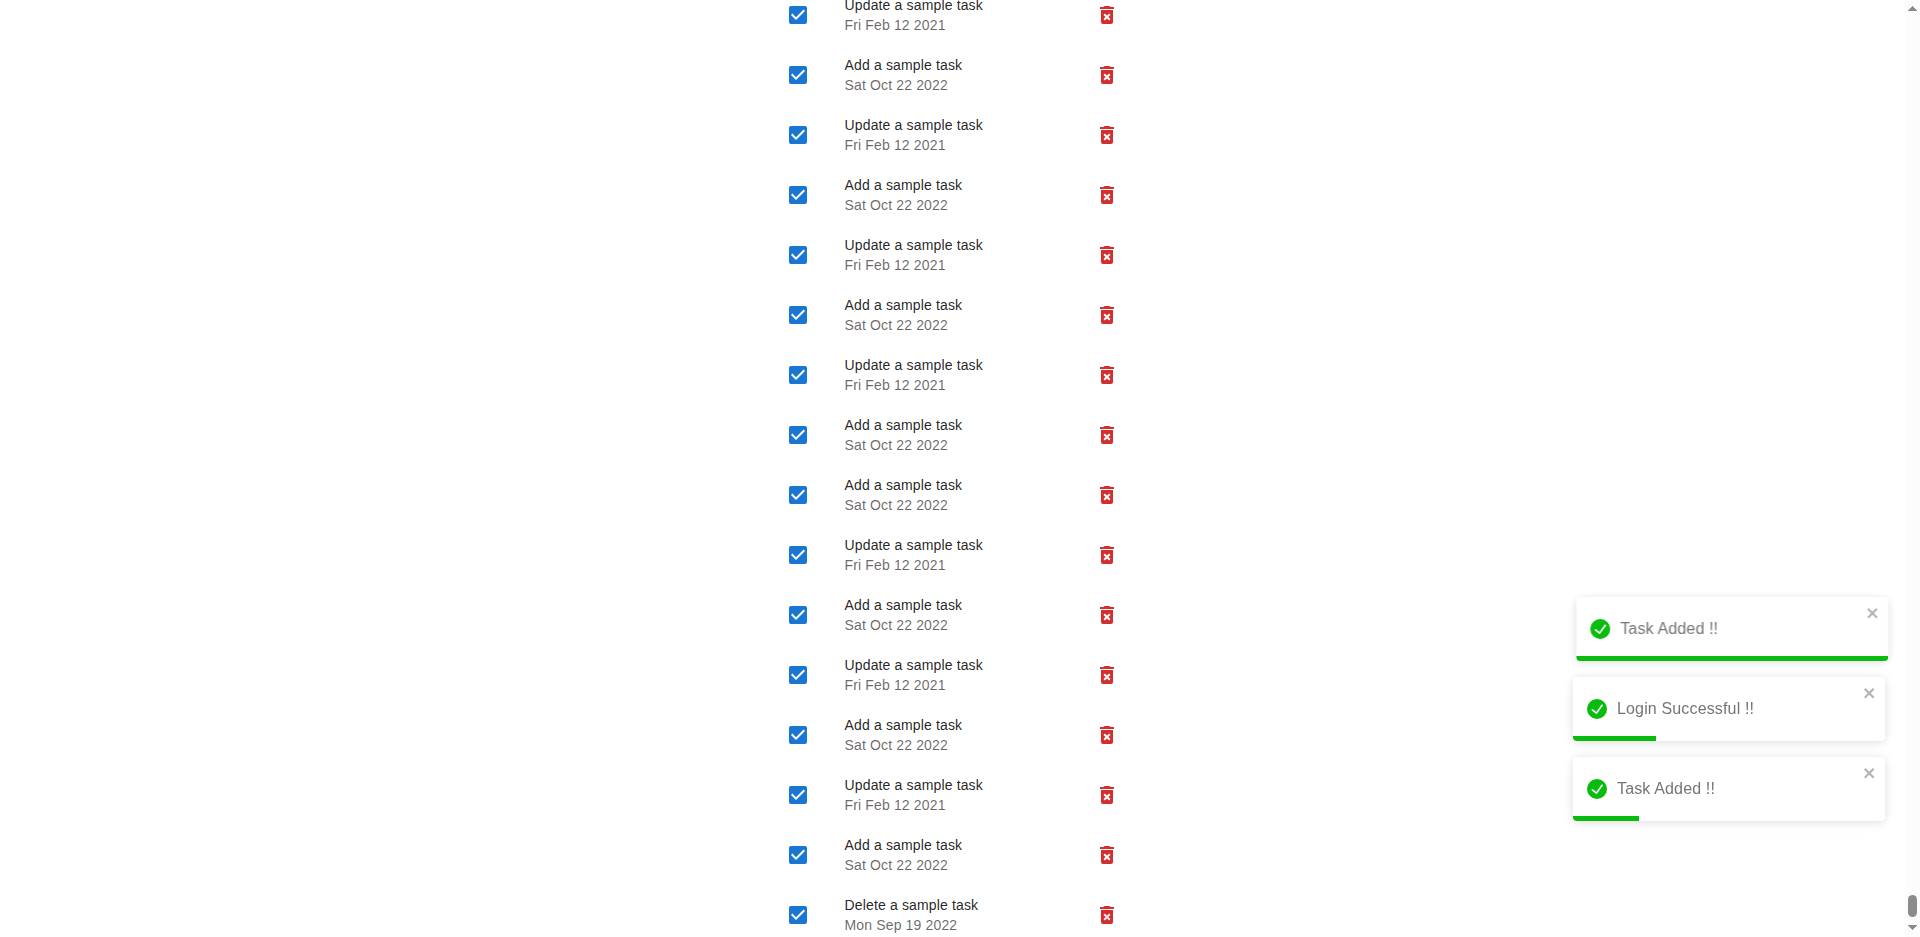 Update a sample task
Fri Feb 12 2021
Add a sample task
Sat Oct 22 2022
Update a sample task
Fri Feb 12 2021
Add a sample task
Sat Oct 22 2022
Update a sample task
Fri Feb 12 2021
Add a sample task
Sat Oct 22 2022
Update a sample task
Fri Feb 12 2021
Add a sample task
Sat Oct 22 2022
Add a sample task
Sat Oct 22 2022
Update a sample task
Fri Feb 12 2021
Add a sample task
Sat Oct 22 2022
Update a sample task
Fri Feb 12 2021
Add a sample task
Sat Oct 22 2022
Update a sample task
Fri Feb 12 2021
Add a sample task
Sat Oct 22 2022
Delete a sample task
Mon Sep 19 2022
Task Added !!
Login Successful !!
Task Added !!